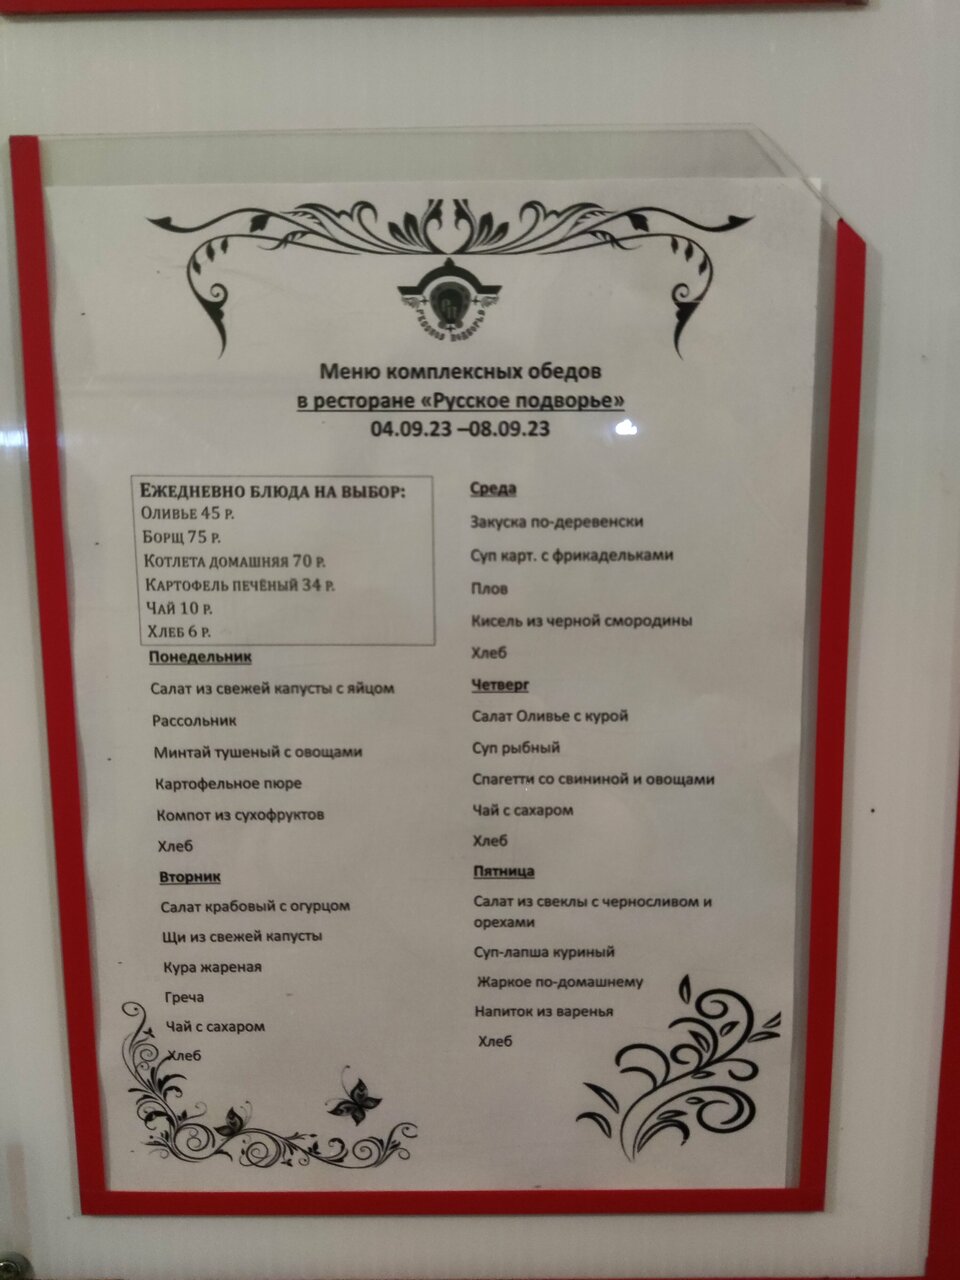 РП
РУССКОЕ ПОДВОРЬЕ
Меню комплексных обедов
в ресторане «Русское подворье»
04.09.23 –08.09.23
ЕЖЕДНЕВНО БЛЮДА НА ВЫБОР:
ОЛИВЬЕ 45 Р.
БОРЩ 75 Р.
КОТЛЕТА ДОМАШНЯЯ 70 Р.
КАРТОФЕЛЬ ПЕЧЁНЫЙ 34 Р.
ЧАЙ 10 Р.
ХЛЕБ 6 Р.
Понедельник
Салат из свежей капусты с яйцом
Рассольник
Минтай тушеный с овощами
Картофельное пюре
Компот из сухофруктов
Хлеб
Вторник
Салат крабовый с огурцом
Щи из свежей капусты
Кура жареная
Греча
Чай с сахаром
Хлеб
Среда
Закуска по-деревенски
Суп карт. с фрикадельками
Плов
Кисель из черной смородины
Хлеб
Четверг
Салат Оливье с курой
Суп рыбный
Спагетти со свининой и овощами
Чай с сахаром
Хлеб
Пятница
Салат из свеклы с черносливом и
орехами
Суп-лапша куриный
Жаркое по-домашнему
Напиток из варенья
Хлеб